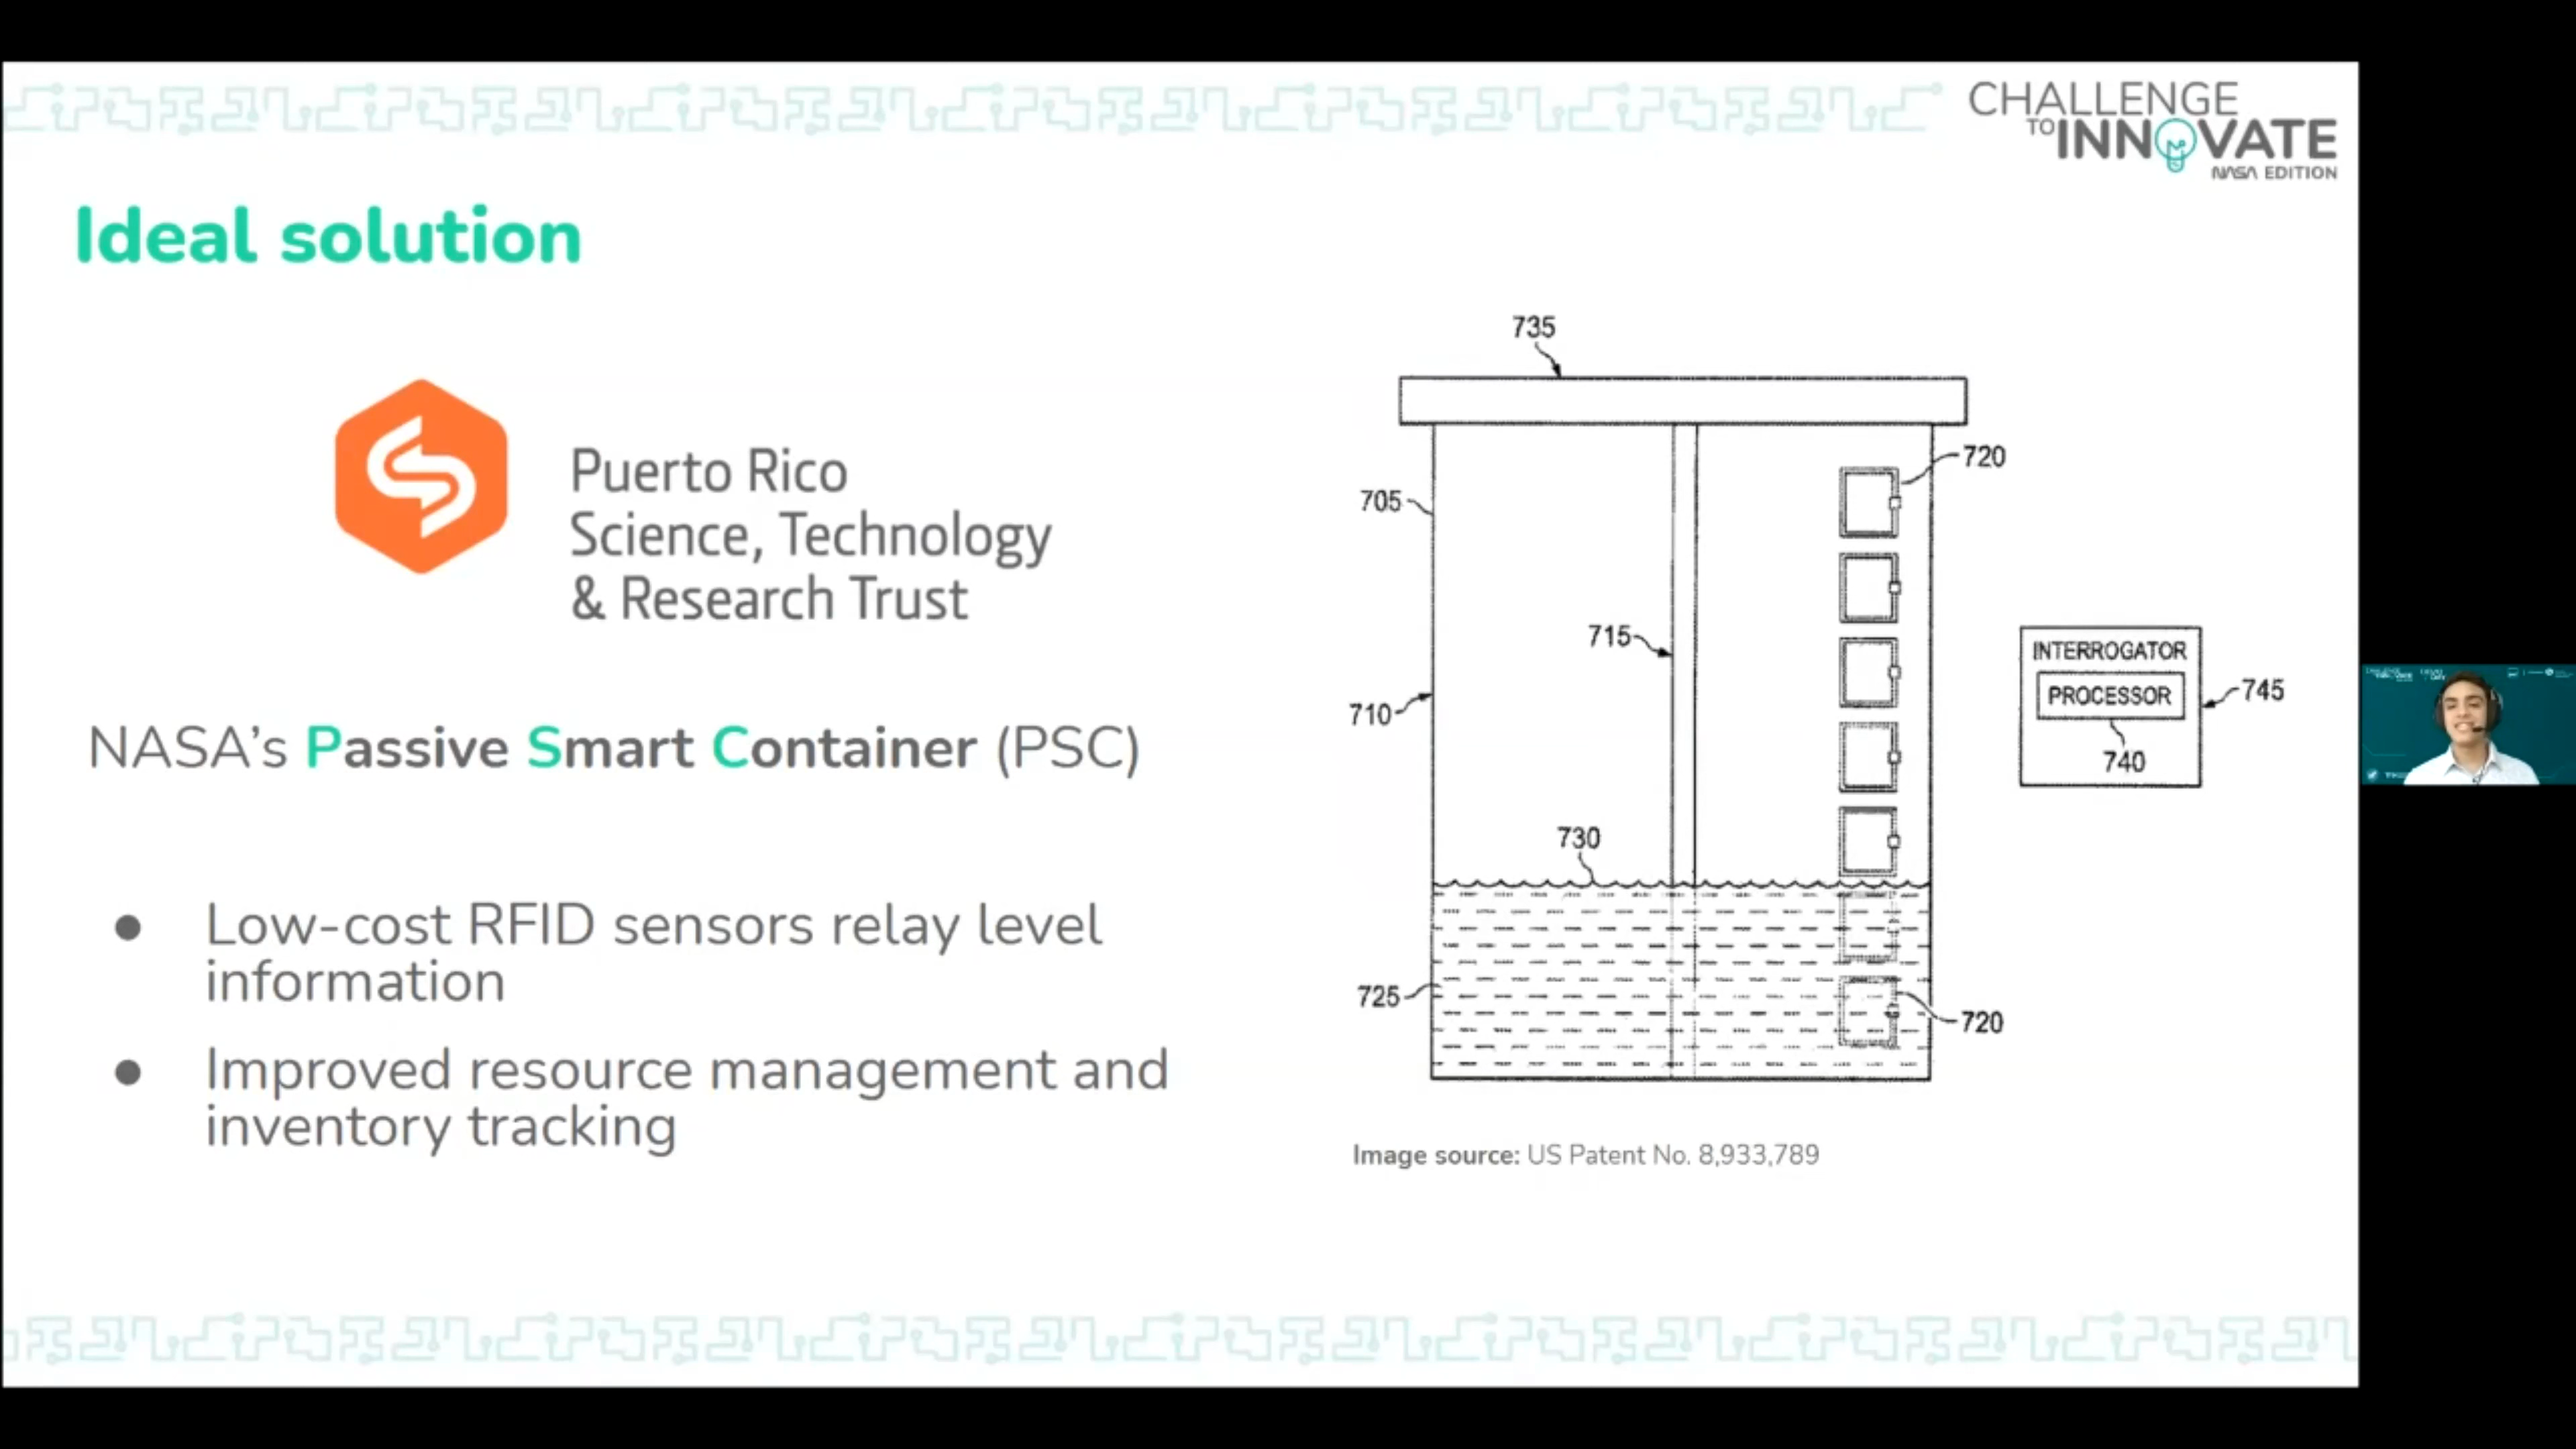 CHALLENGE
TO INNOVATE
NASA EDITION
Ideal solution
Puerto Rico
Science, Technology
& Research Trust
NASA's Passive Smart Container (PSC)
● Low-cost RFID sensors relay level
information
● Improved resource management and
inventory tracking
735
720
705
715
710
INTERROGATOR
PROCESSOR
745
740
730
725
720
Image source: US Patent No. 8,933,789